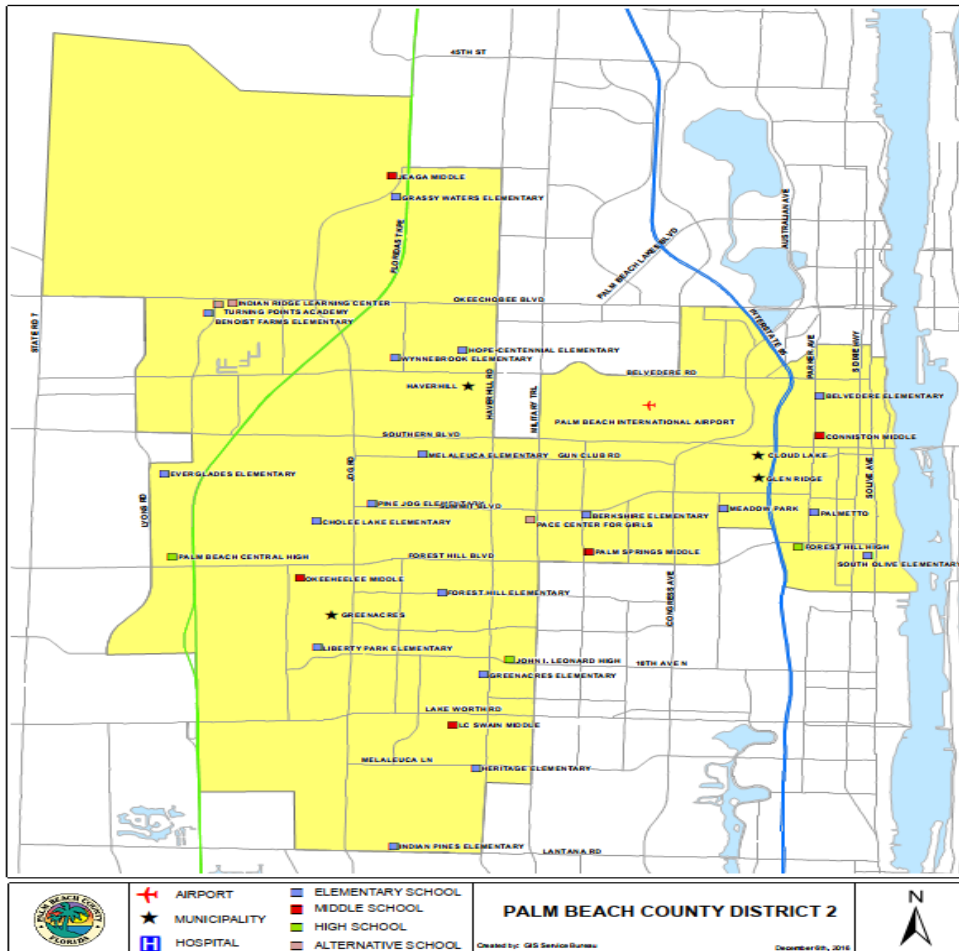 45TH ST
JEAGA MIDDLE
GRASSY WATERS ELEMENTARY
FLORIDAS TKPE
AUSTRALIAN AVE
PALM BEACH LAKES BLVD
INDIAN RIDGE LEARNING CENTER
OKEECHOBEE BLVD
TURNING POINTS ACADEMY
BENOIST FARMS ELEMENTARY
STATE RD 7
INTERSTATE 95
PARKER AVE
S DIXIE HWY
HOPE-CENTENNIAL ELEMENTARY
WYNNEBROOK ELEMENTARY
BELVEDERE RD
HAVERHILL
HAVERHILL RD
MILITARY TRL
BELVEDERE ELEMENTARY
PALM BEACH INTERNATIONAL AIRPORT
SOUTHERN BLVD
CONNISTON MIDDLE
MELALEUCA ELEMENTARY
GUN CLUB RD
CLOUD LAKE
EVERGLADES ELEMENTARY
JOG RD
GLEN RIDGE
S OLIVE AVE
LYONS RD
PINE JOG ELEMENTARY
SUMMIT BLVD
MEADOW PARK
PALMETTO
CHOLEE LAKE ELEMENTARY
BERKSHIRE ELEMENTARY
PACE CENTER FOR GIRLS
PALM BEACH CENTRAL HIGH
FOREST HILL BLVD
PALM SPRINGS MIDDLE
FOREST HILL HIGH
SOUTH OLIVE ELEMENTARY
OKEEHEELEE MIDDLE
FOREST HILL ELEMENTARY
CONGRESS AVE
GREENACRES
LIBERTY PARK ELEMENTARY
JOHN I. LEONARD HIGH
10TH AVE N
GREENACRES ELEMENTARY
LAKE WORTH RD
LC SWAIN MIDDLE
MELALEUCA LN
HERITAGE ELEMENTARY
INDIAN PINES ELEMENTARY
LANTANA RD
PALM BEACH COUNTY
FLORIDA
AIRPORT
MUNICIPALITY
H HOSPITAL
ELEMENTARY SCHOOL
MIDDLE SCHOOL
HIGH SCHOOL
ALTERNATIVE SCHOOL
PALM BEACH COUNTY DISTRICT 2
Created by: GIS Service Bureau
December 6th, 2016
N